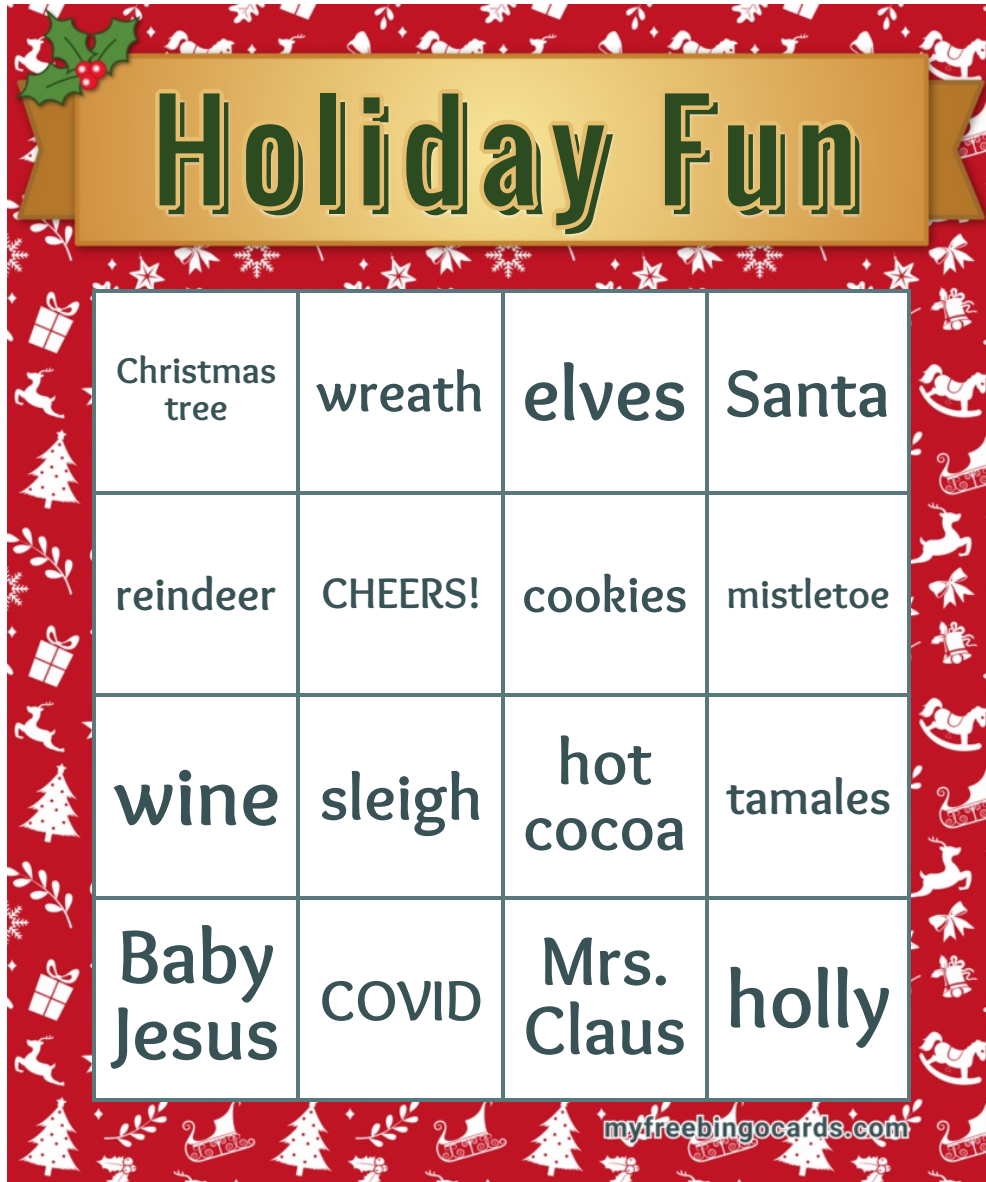 Holiday Fun
Christmas
tree
wreath
elves
Santa
reindeer
CHEERS!
cookies
mistletoe
wine
sleigh
hot
cocoa
tamales
Baby
Jesus
COVID
Mrs.
Claus
holly
myfreebingocards.com